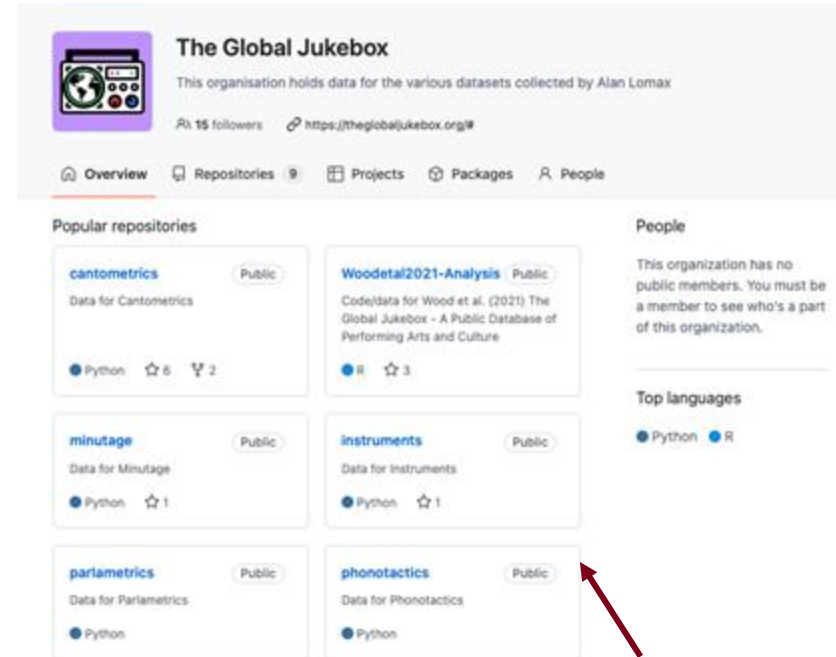 The Global Jukebox
This organisation holds data for the various datasets collected by Alan Lomax
15 followers https://theglobaljukebox.org/#
Overview Repositories 9 Projects Packages People
Popular repositories
cantometrics Public
Data for Cantometrics
Python 6 2
Woodetal2021-Analysis Public
Code/data for Wood et al. (2021) The
Global Jukebox - A Public Database of
Performing Arts and Culture
R 3
minutage Public
Data for Minutage
Python 1
instruments Public
Data for Instruments
Python 1
parlametrics Public
Data for Parlametrics
Python
phonotactics Public
Data for Phonotactics
Python
People
This organization has no
public members. You must be
a member to see who's a part
of this organization.
Top languages
Python R